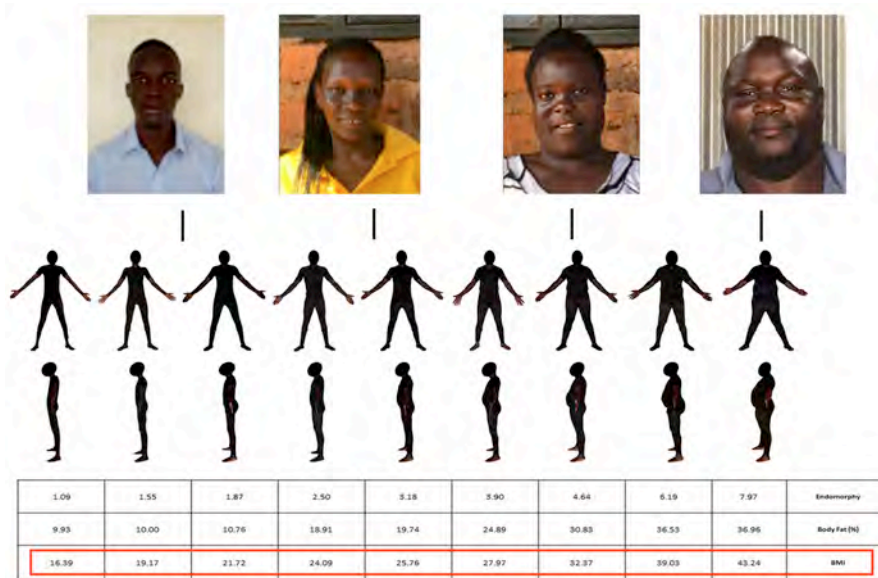 1.09 1.55 1.87 2.50 3.18 3.90 4.64 6.19 7.97 Endomorphy
9.93 10.00 10.76 18.91 19.74 24.89 30.83 36.53 36.96 Body Fat (%)
16.39 19.17 21.72 24.09 25.76 27.97 32.37 39.03 43.24 BMI